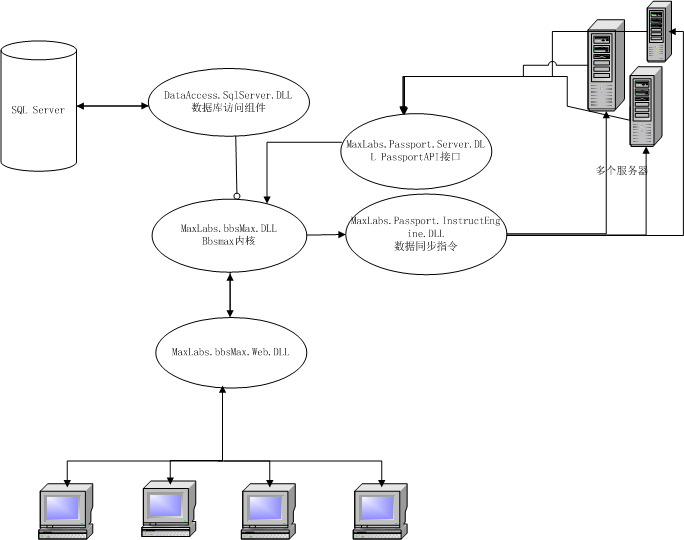 SQL Server
DataAccess.SqlServer.DLL
数据库访问组件
MaxLabs.Passport.Server.DL
L PassportAPI接口
多个服务器
MaxLabs.bbsMax.DLL
Bbsmax内核
MaxLabs.Passport.InstructEng
ine.DLL
数据同步指令
MaxLabs.bbsMax.Web.DLL